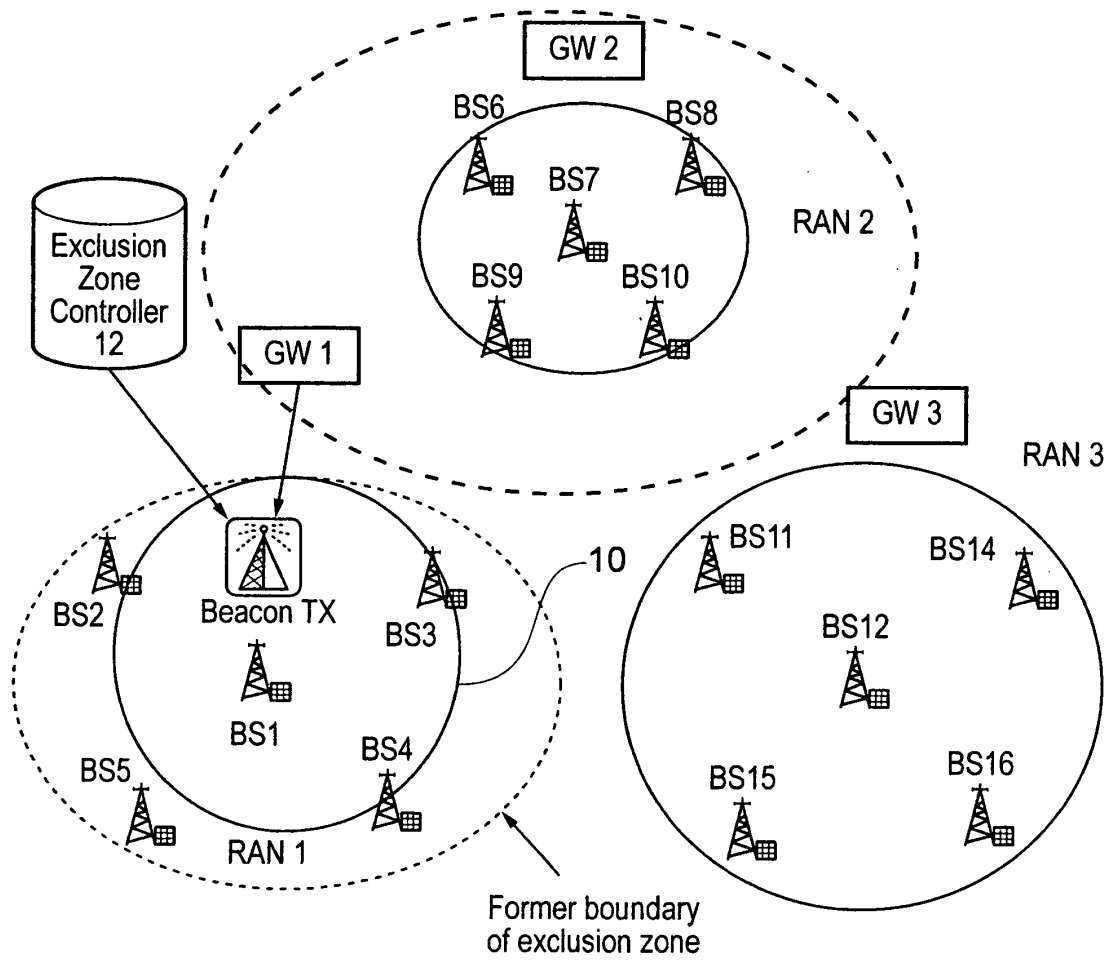 GW 2
BS6
BS8
BS7
RAN 2
Exclusion
Zone
Controller
12
BS9
BS10
GW 1
GW 3
RAN 3
BS11
BS14
10
BS2
Beacon TX
BS3
BS12
BS1
BS4
BS5
BS15
BS16
RAN 1
Former boundary
of exclusion zone